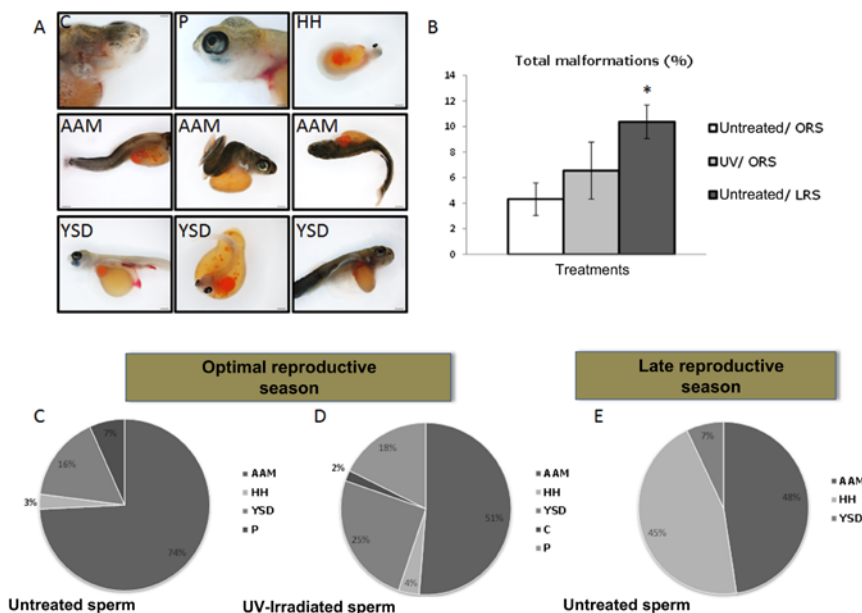 A
C
P
HH
AAM
AAM
AAM
YSD
YSD
YSD
B
Total malformations (%)
14
12
10
8
6
4
2
0
*
Treatments
Untreated/ ORS
UV/ ORS
Untreated/ LRS
Optimal reproductive
season
Late reproductive
season
C
7%
16%
3%
74%
AAM
HH
YSD
P
Untreated sperm
D
18%
2%
51%
25%
4%
AAM
HH
YSD
C
P
UV-Irradiated sperm
E
7%
48%
45%
AAM
HH
YSD
Untreated sperm